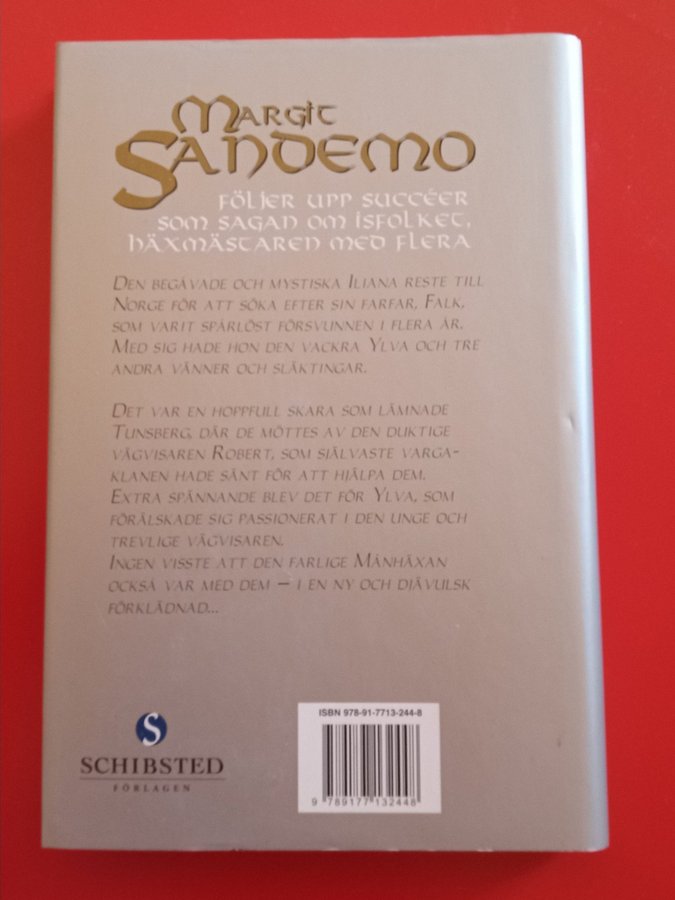 Margit
Sandemo
följer upp succéer
som sagan om isfolket,
häxmästaren med flera
Den begåvade och mystiska Iliana reste till
Norge för att söka efter sin farfar, Falk,
som varit spårlöst försvunnen i flera år.
Med sig hade hon den vackra Ylva och tre
andra vänner och släktingar.
Det var en hoppfull skara som lämnade
Tunsberg, där de möttes av den duktige
vägvisaren Robert, som självaste varga-
klanen hade sänt för att hjälpa dem.
Extra spännande blev det för Ylva, som
förälskade sig passionerat i den unge och
trevlige vägvisaren.
Ingen visste att den farlige Månhäxan
också var med dem – i en ny och djävulsk
förklädnad...
ISBN 978-91-7713-244-8
9 789177 132448
S
SCHIBSTED
FÖRLAGEN